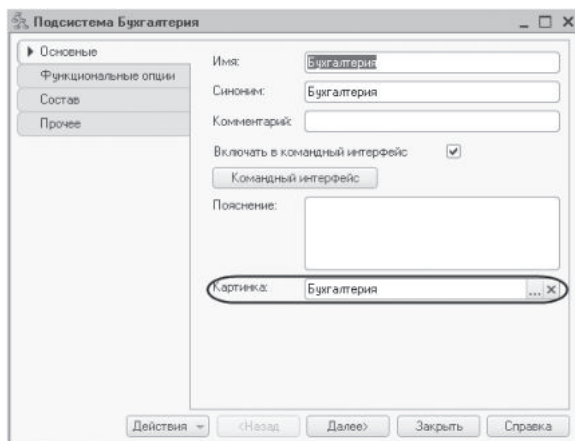 Подсистема Бухгалтерия
Основные
Функциональные опции
Состав
Прочее
Имя: Бухгалтерия
Синоним: Бухгалтерия
Комментарий:
Включать в командный интерфейс
Командный интерфейс
Пояснение:
Картинка: Бухгалтерия ...
Действия <Назад Далее> Закрыть Справка